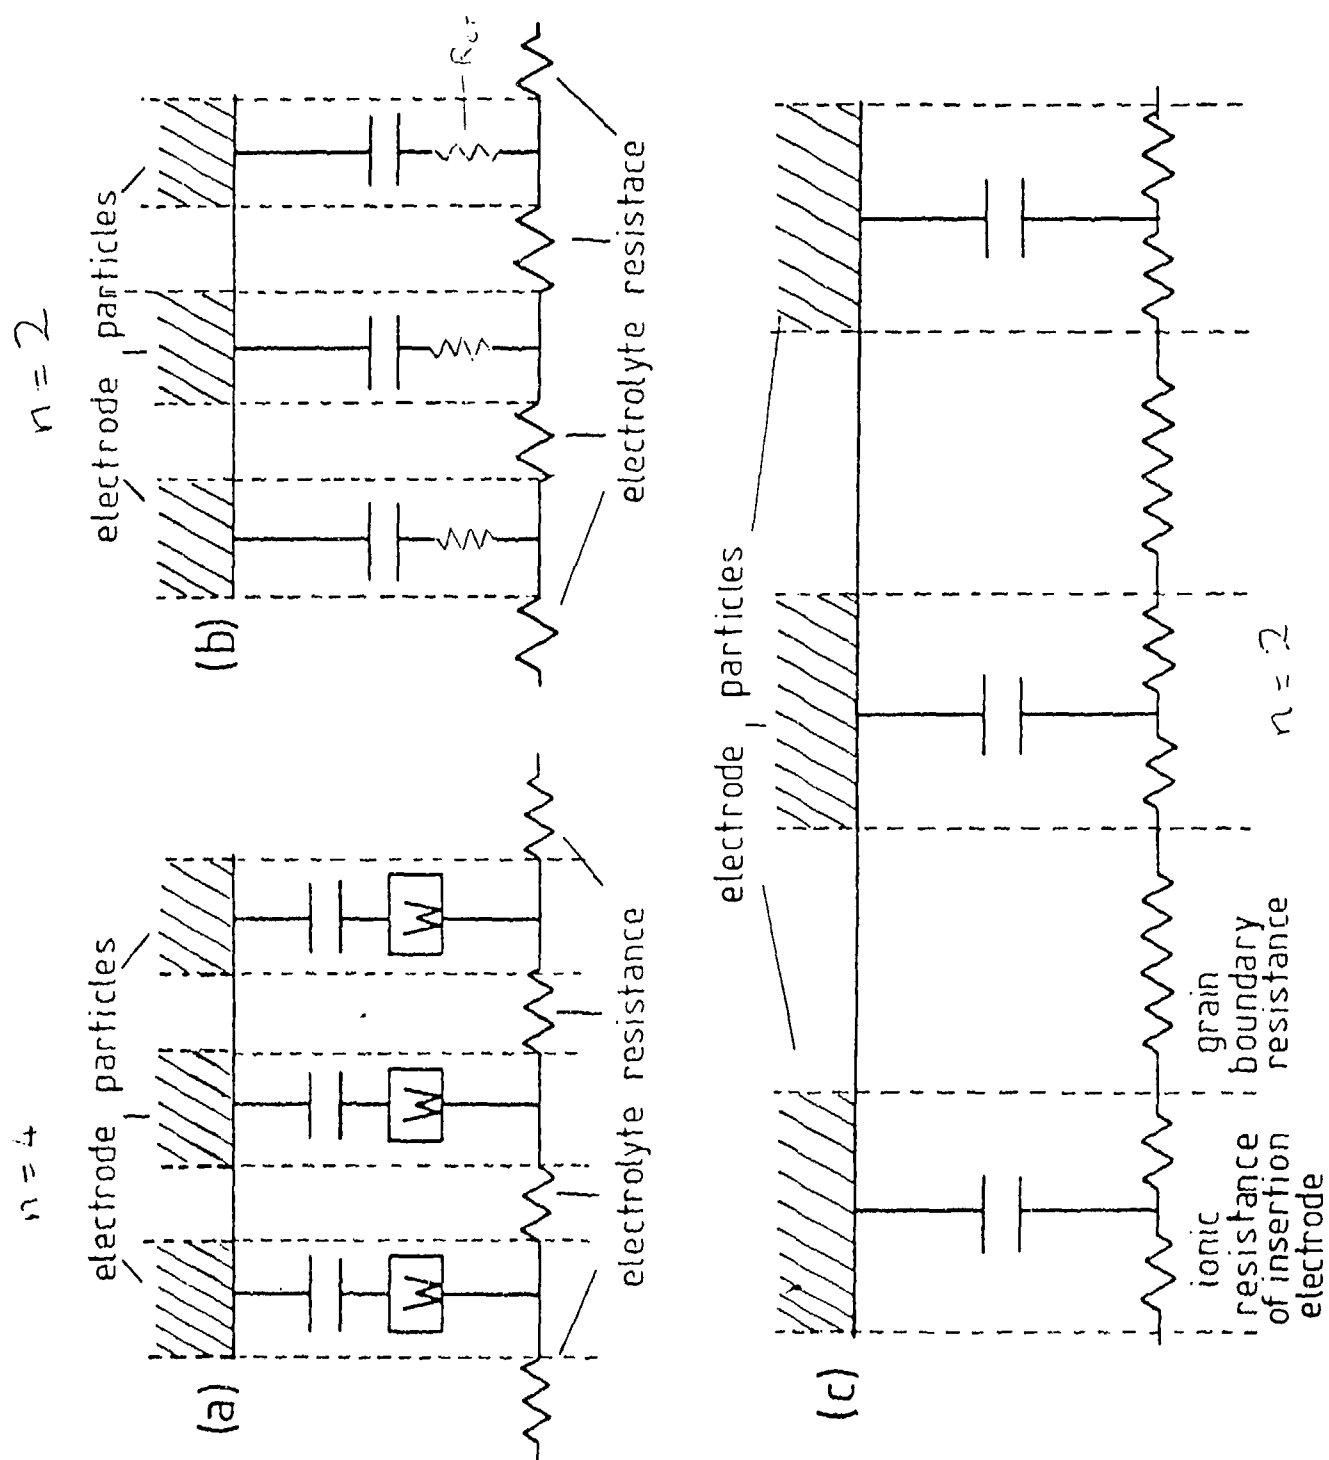 n = 4
electrode particles
(a)
W W W
electrolyte resistance
n = 2
electrode particles
(b)
Rct
electrolyte resistace
electrode particles
(c)
ionic
resistance
of insertion
electrode
grain
boundary
resistance
n = 2